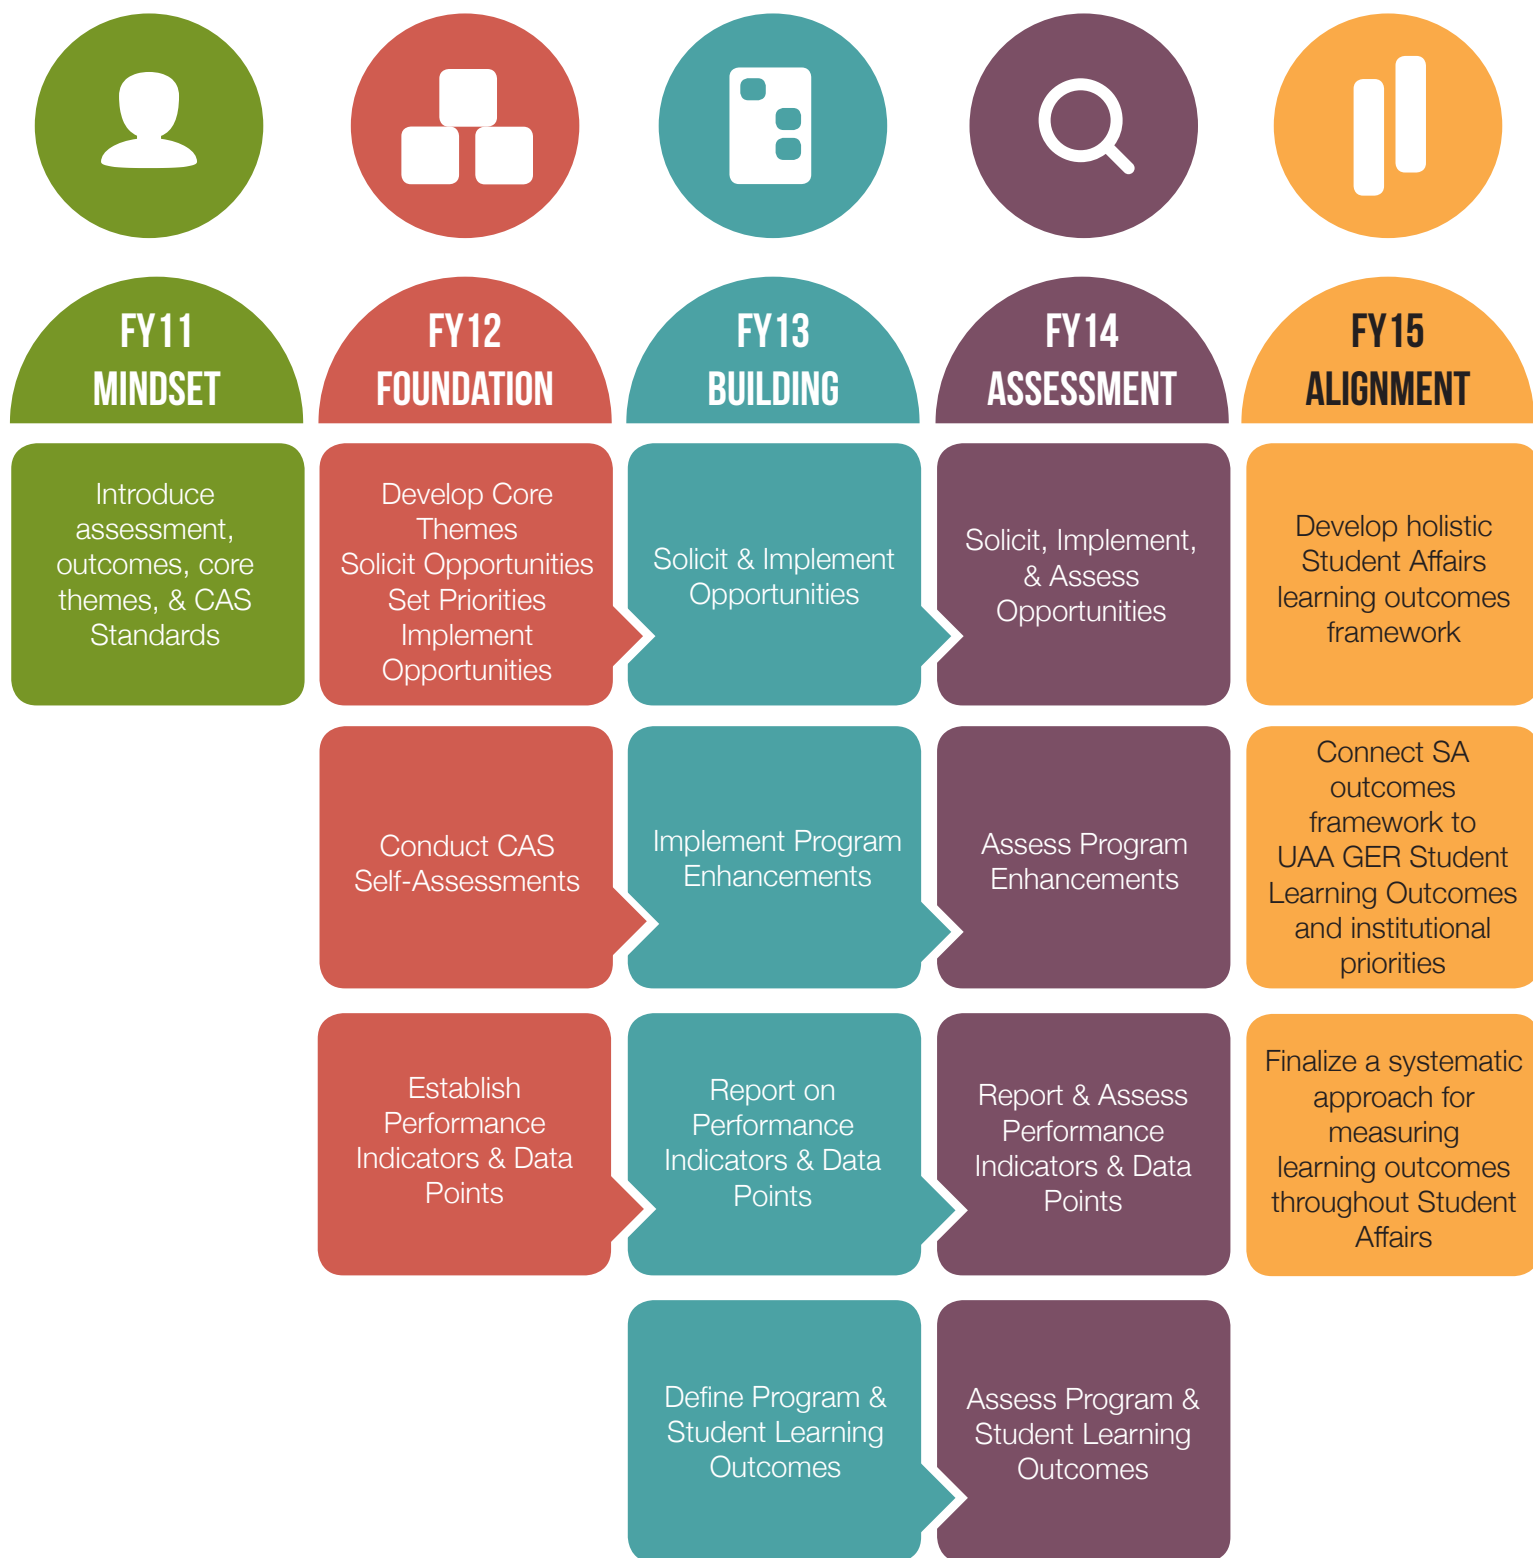 FY11
MINDSET
FY12
FOUNDATION
FY13
BUILDING
FY14
ASSESSMENT
FY15
ALIGNMENT
Introduce
assessment,
outcomes, core
themes, & CAS
Standards
Develop Core
Themes
Solicit Opportunities
Set Priorities
Implement
Opportunities
Solicit & Implement
Opportunities
Solicit, Implement,
& Assess
Opportunities
Develop holistic
Student Affairs
learning outcomes
framework
Conduct CAS
Self-Assessments
Implement Program
Enhancements
Assess Program
Enhancements
Connect SA
outcomes
framework to
UAA GER Student
Learning Outcomes
and institutional
priorities
Establish
Performance
Indicators & Data
Points
Report on
Performance
Indicators & Data
Points
Report & Assess
Performance
Indicators & Data
Points
Finalize a systematic
approach for
measuring
learning outcomes
throughout Student
Affairs
Define Program &
Student Learning
Outcomes
Assess Program &
Student Learning
Outcomes